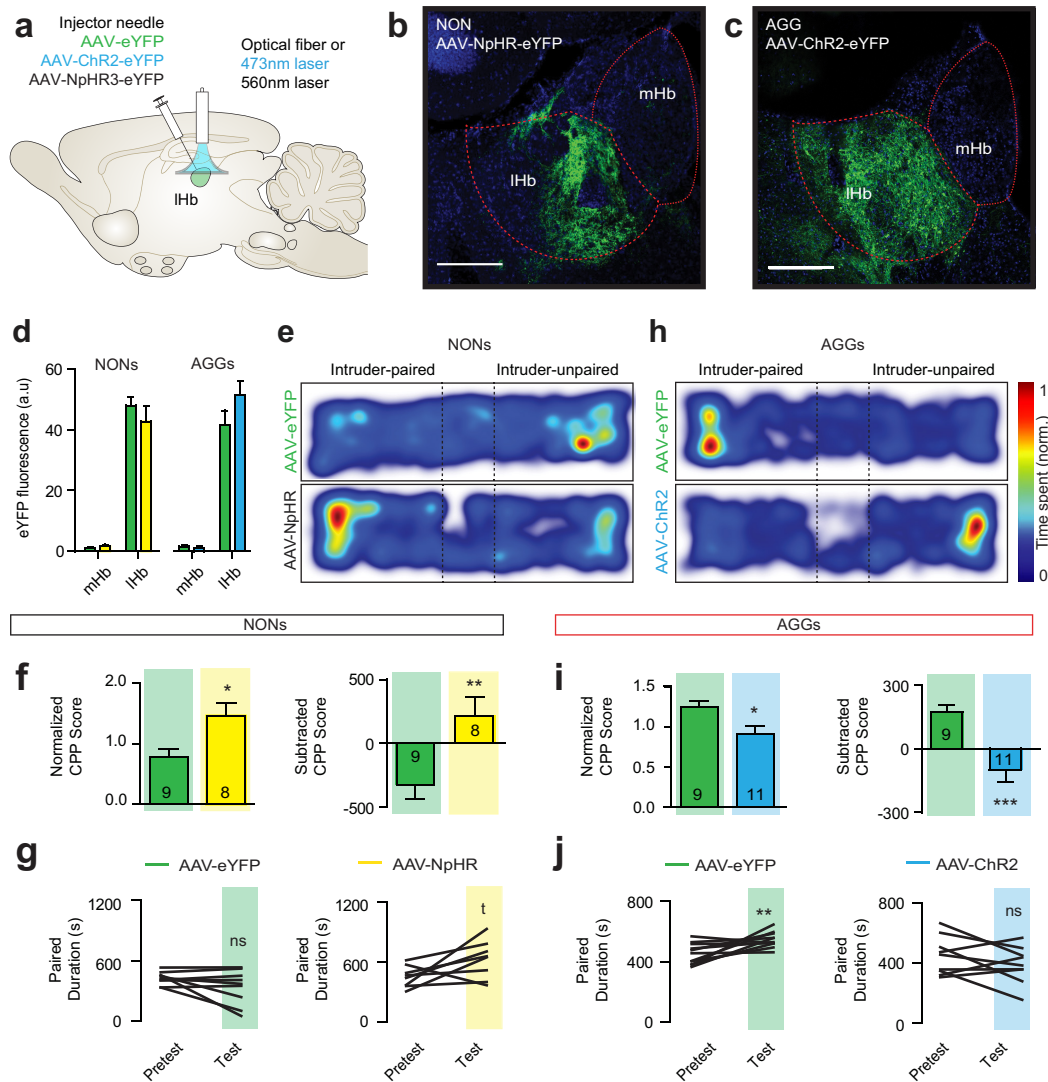 a
Injector needle
AAV-eYFP
AAV-ChR2-eYFP
AAV-NpHR3-eYFP
Optical fiber or
473nm laser
560nm laser
lHb
b
NON
AAV-NpHR-eYFP
mHb
lHb
c
AGG
AAV-ChR2-eYFP
mHb
lHb
d
NONs
AGGs
eYFP fluorescence (a.u)
60
40
20
0
mHb
lHb
mHb
lHb
e
NONs
Intruder-paired
Intruder-unpaired
AAV-eYFP
AAV-NpHR
h
AGGs
Intruder-paired
Intruder-unpaired
AAV-eYFP
AAV-ChR2
1
Time spent (norm.)
0
NONs
AGGs
f
Normalized
CPP Score
2.0
1.0
0.0
*
9
8
Subtracted
CPP Score
500
0
-500
**
9
8
i
Normalized
CPP Score
1.5
1.0
0.5
0.0
*
9
11
Subtracted
CPP Score
300
0
-300
9
11
***
g
AAV-eYFP
Paired
Duration (s)
1200
600
0
ns
Pretest
Test
AAV-NpHR
Paired
Duration (s)
1200
600
0
t
Pretest
Test
j
AAV-eYFP
Paired
Duration (s)
800
400
0
**
Pretest
Test
AAV-ChR2
Paired
Duration (s)
800
400
0
ns
Pretest
Test